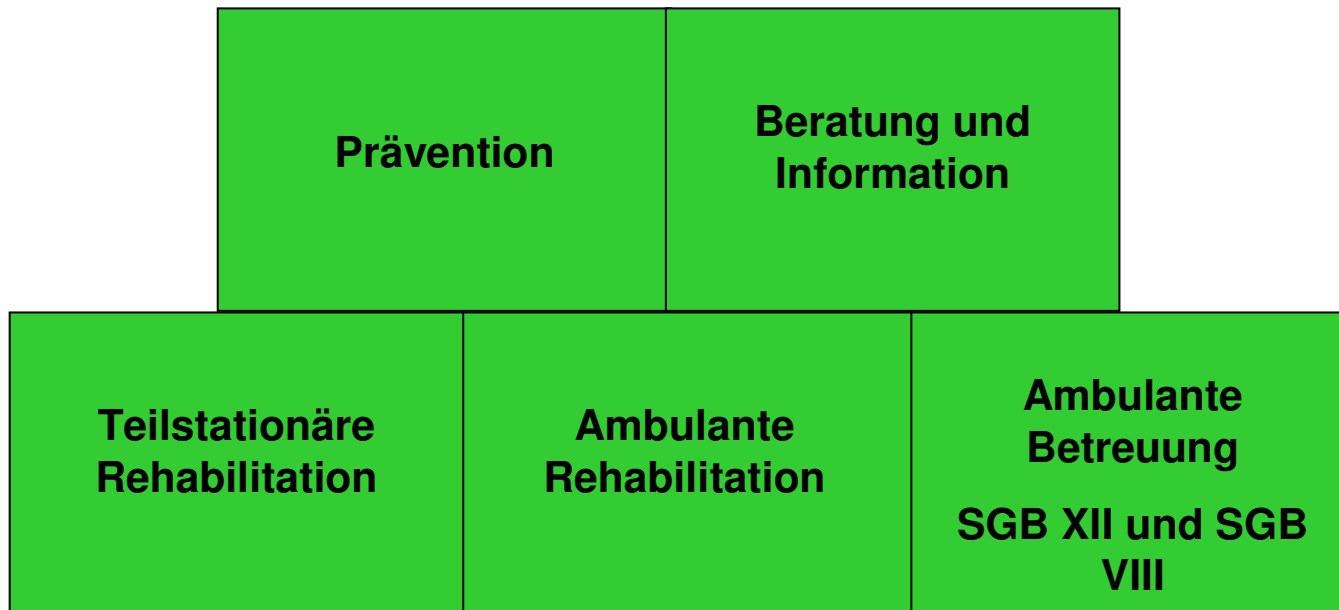 Prävention
Beratung und
Information
Teilstationäre
Rehabilitation
Ambulante
Rehabilitation
Ambulante
Betreuung
SGB XII und SGB
VIII